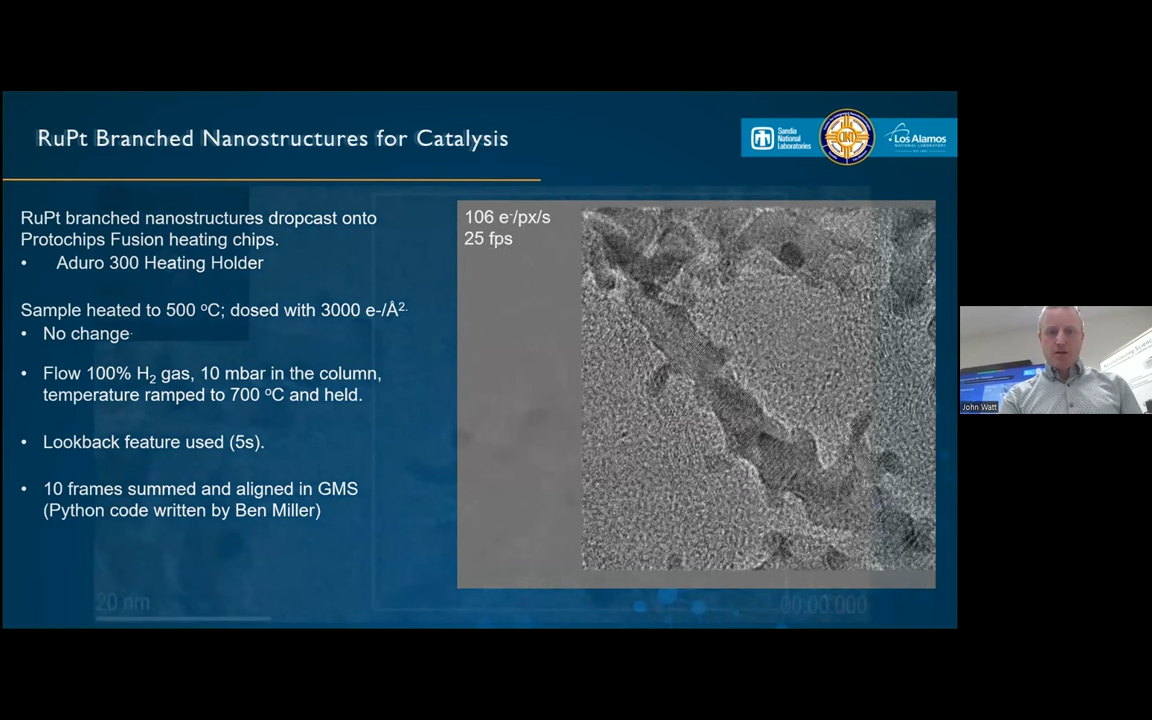 RuPt Branched Nanostructures for Catalysis
Sandia
National
Laboratories
Los Alamos
NATIONAL LABORATORY
RuPt branched nanostructures dropcast onto
Protochips Fusion heating chips.
• Aduro 300 Heating Holder
Sample heated to 500 ºC; dosed with 3000 e-/Å².
• No change.
• Flow 100% H₂ gas, 10 mbar in the column,
temperature ramped to 700 ºC and held.
• Lookback feature used (5s).
• 10 frames summed and aligned in GMS
(Python code written by Ben Miller)
106 e⁻/px/s
25 fps
20 nm
00:00.000
John Watt